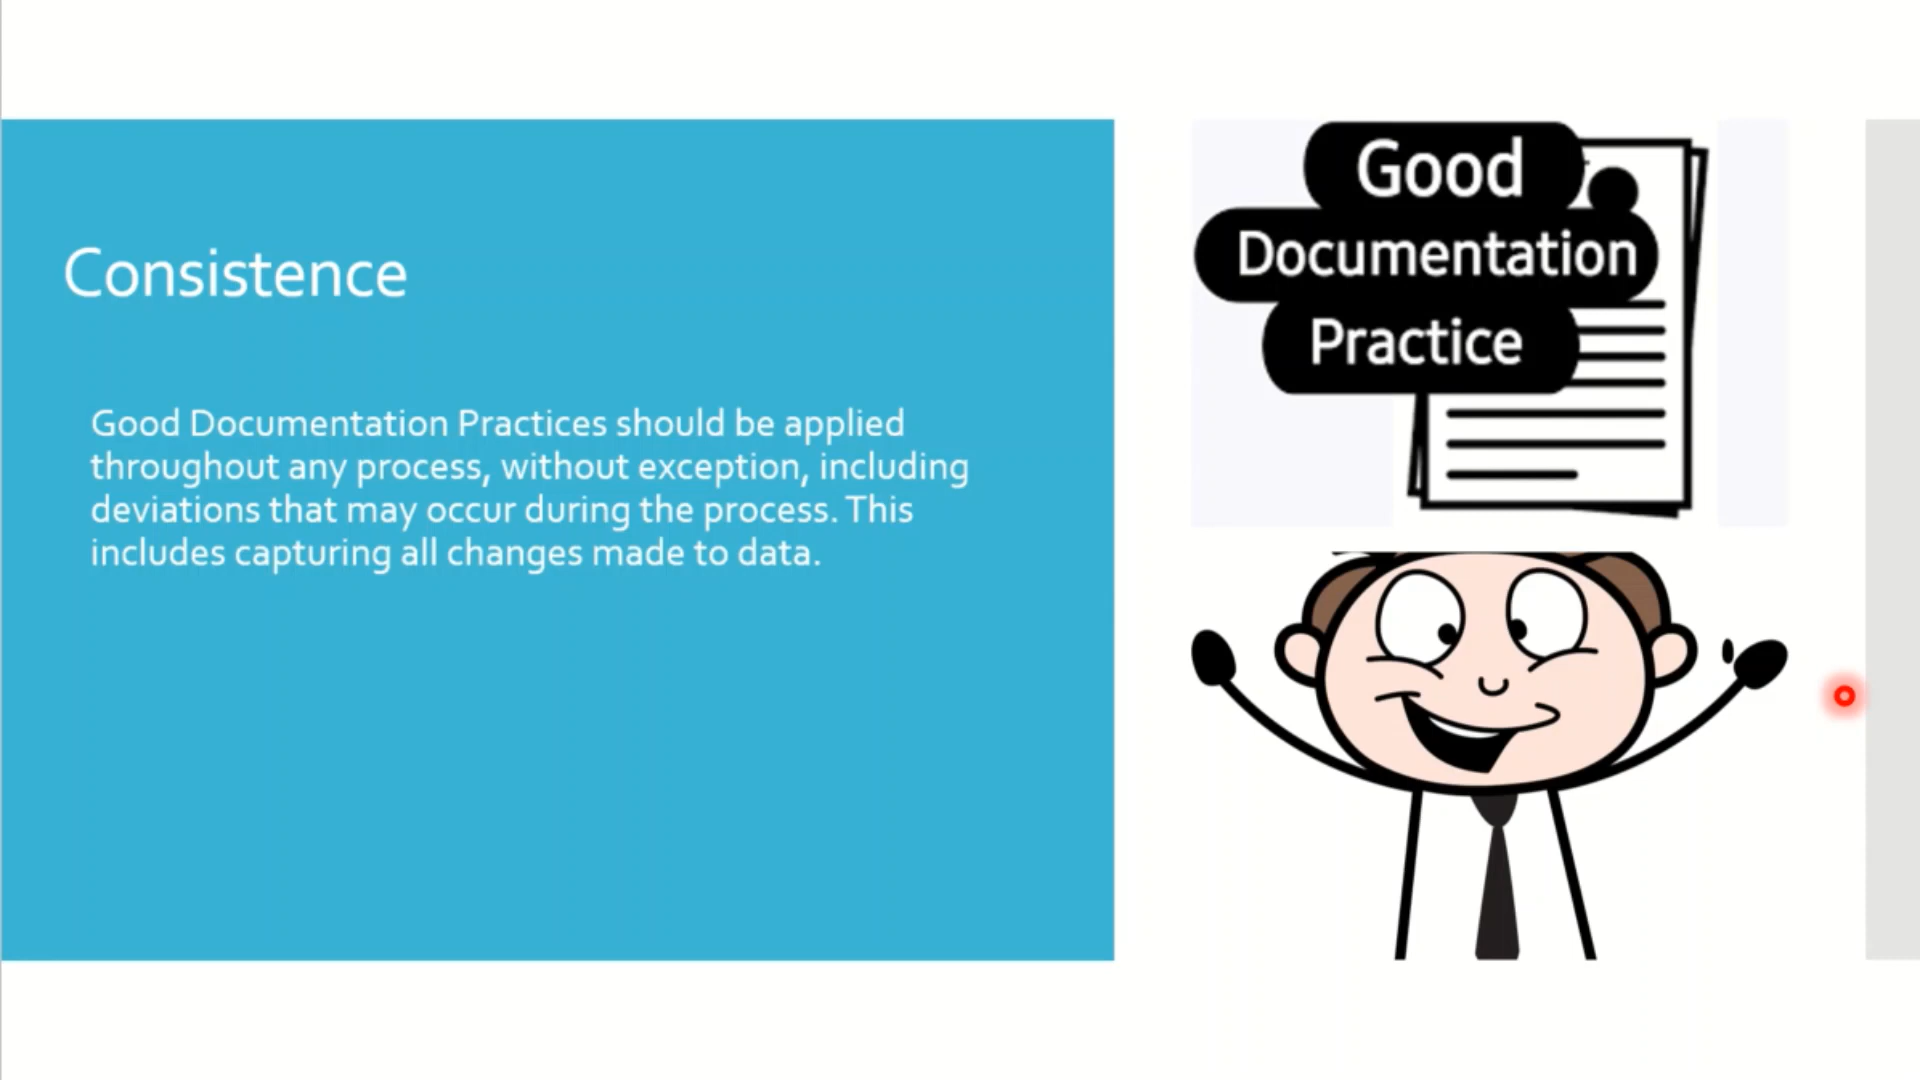 Consistence
Good Documentation Practices should be applied
throughout any process, without exception, including
deviations that may occur during the process. This
includes capturing all changes made to data.
Good
Documentation
Practice